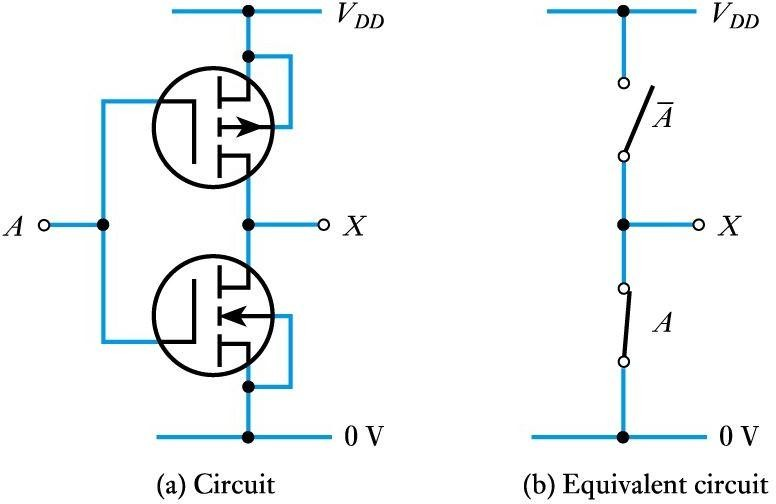 V_DD
A
X
0 V
(a) Circuit
V_DD
Ā
X
A
0 V
(b) Equivalent circuit